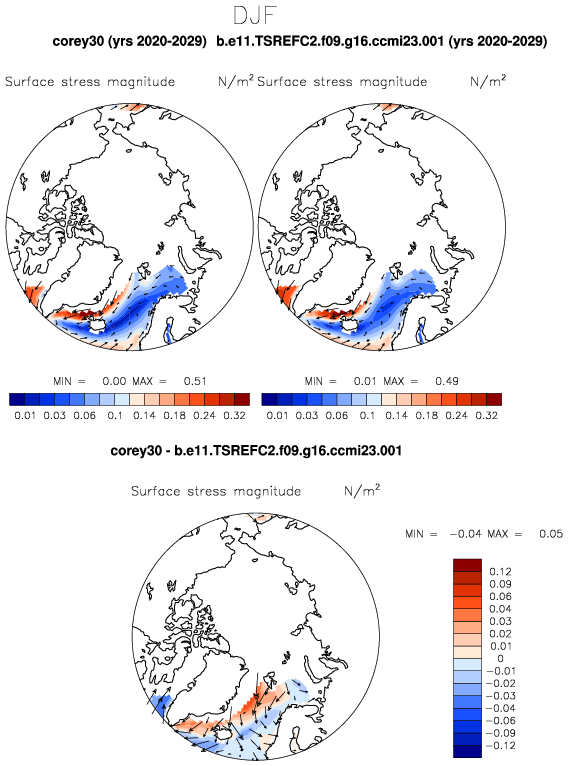 DJF
corey30 (yrs 2020-2029) b.e11.TSREFC2.f09.g16.ccmi23.001 (yrs 2020-2029)
Surface stress magnitude N/m² Surface stress magnitude N/m²
MIN = 0.00 MAX = 0.51 MIN = 0.01 MAX = 0.49
0.01 0.03 0.06 0.1 0.14 0.18 0.24 0.32 0.01 0.03 0.06 0.1 0.14 0.18 0.24 0.32
corey30 - b.e11.TSREFC2.f09.g16.ccmi23.001
Surface stress magnitude N/m²
MIN = −0.04 MAX = 0.05
0.12
0.09
0.06
0.04
0.03
0.02
0.01
0
−0.01
−0.02
−0.03
−0.04
−0.06
−0.09
−0.12